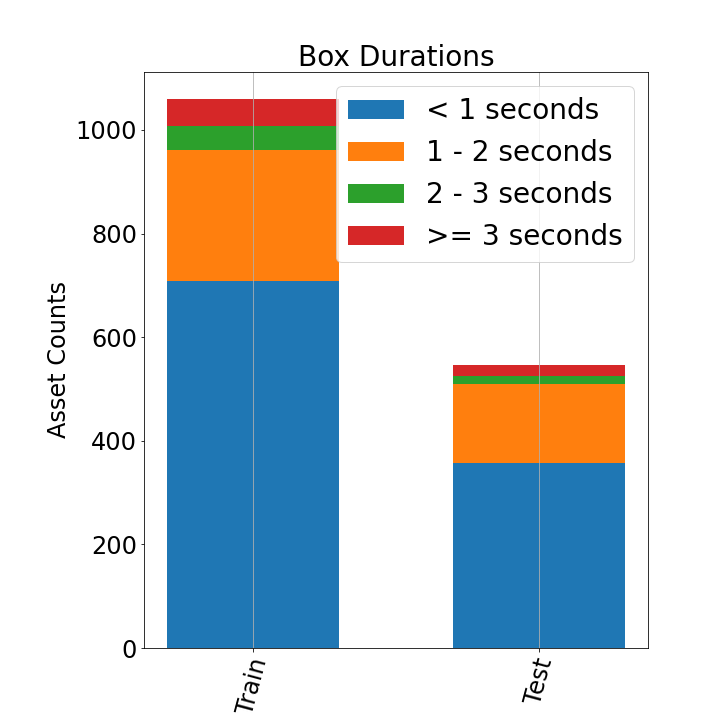 Box Durations
< 1 seconds
1 - 2 seconds
2 - 3 seconds
>= 3 seconds
Asset Counts
1000
800
600
400
200
0
Train
Test